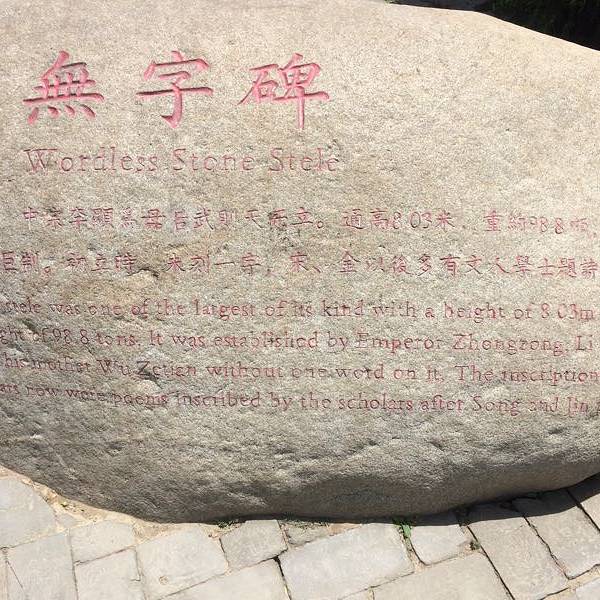 無字碑
Wordless Stone Stele
中宗李顯爲母后武則天所立。通高8.03米，重約98.8吨，
巨制。初立時，未刻一字，宋、金以後多有文人學士題詩
stele was one of the largest of its kind with a height of 8.03m
ght of 98.8 tons. It was established by Emperor Zhongzong, Li
his mother Wu Zetian without one word on it. The inscription
ars now were poems inscribed by the scholars after Song and Jin